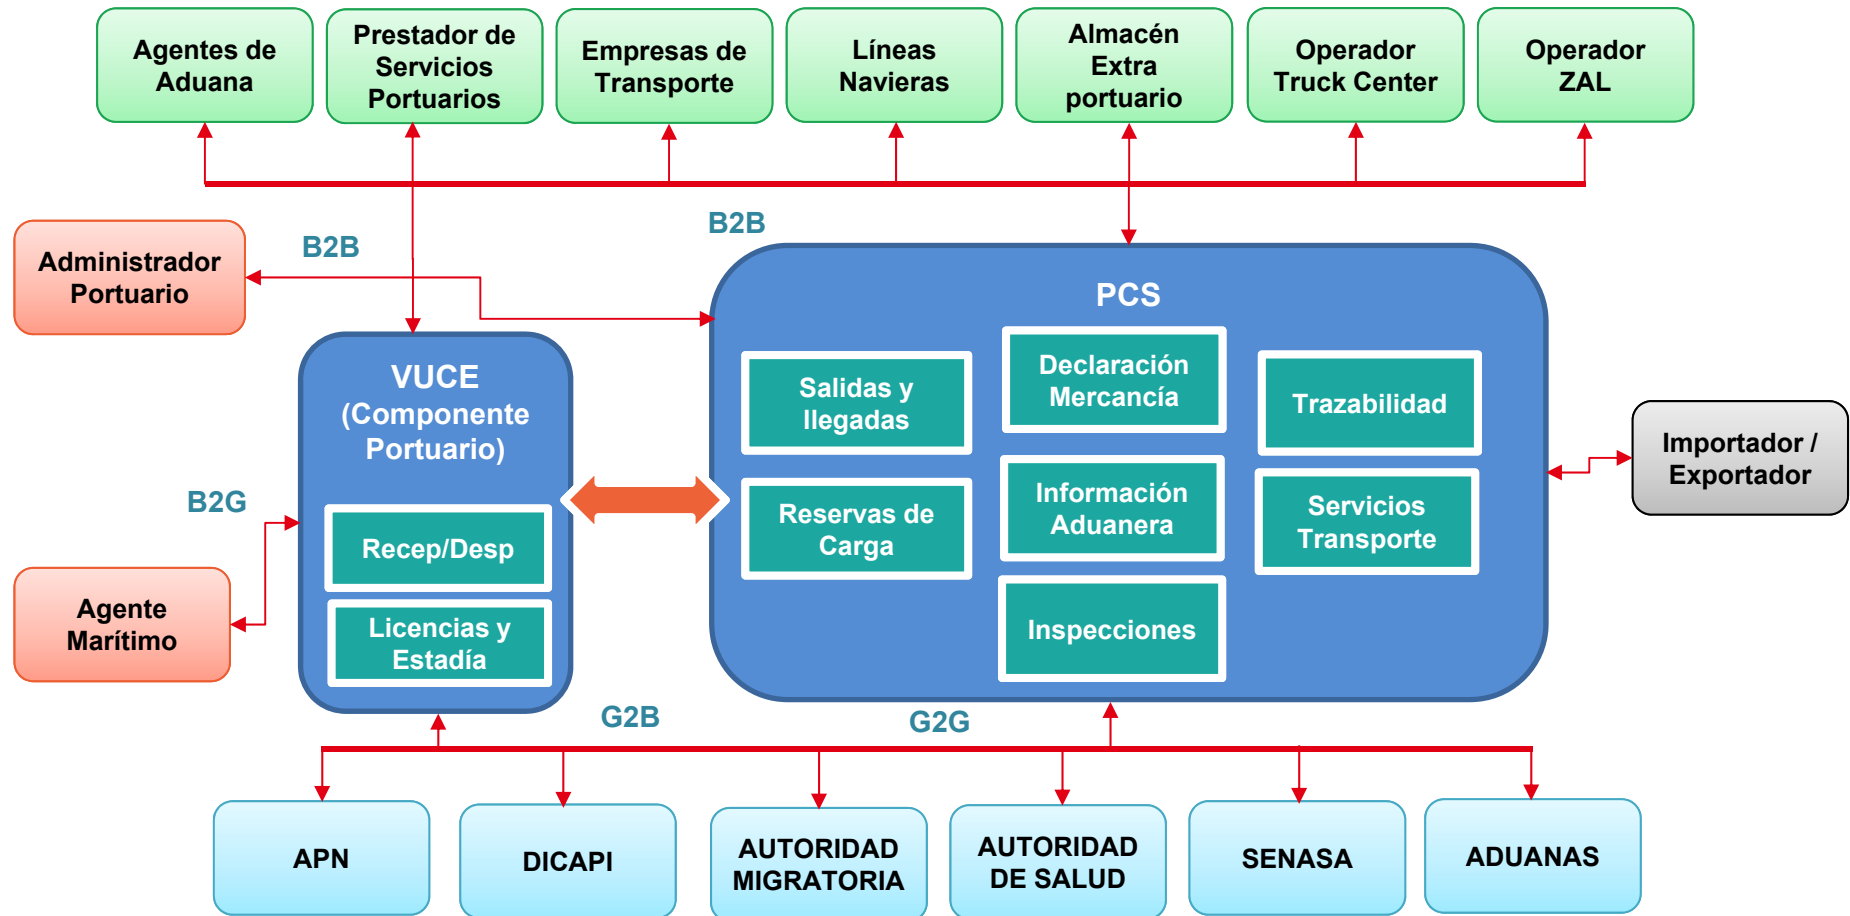 Agentes de
Aduana
Prestador de
Servicios
Portuarios
Empresas de
Transporte
Líneas
Navieras
Almacén
Extra
portuario
Operador
Truck Center
Operador
ZAL
B2B
B2B
Administrador
Portuario
PCS
VUCE
(Componente
Portuario)
Salidas y
llegadas
Declaración
Mercancía
Trazabilidad
Importador /
Exportador
B2G
Reservas de
Carga
Información
Aduanera
Servicios
Transporte
Recep/Desp
Agente
Marítimo
Licencias y
Estadía
Inspecciones
G2B
G2G
APN
DICAPI
AUTORIDAD
MIGRATORIA
AUTORIDAD
DE SALUD
SENASA
ADUANAS